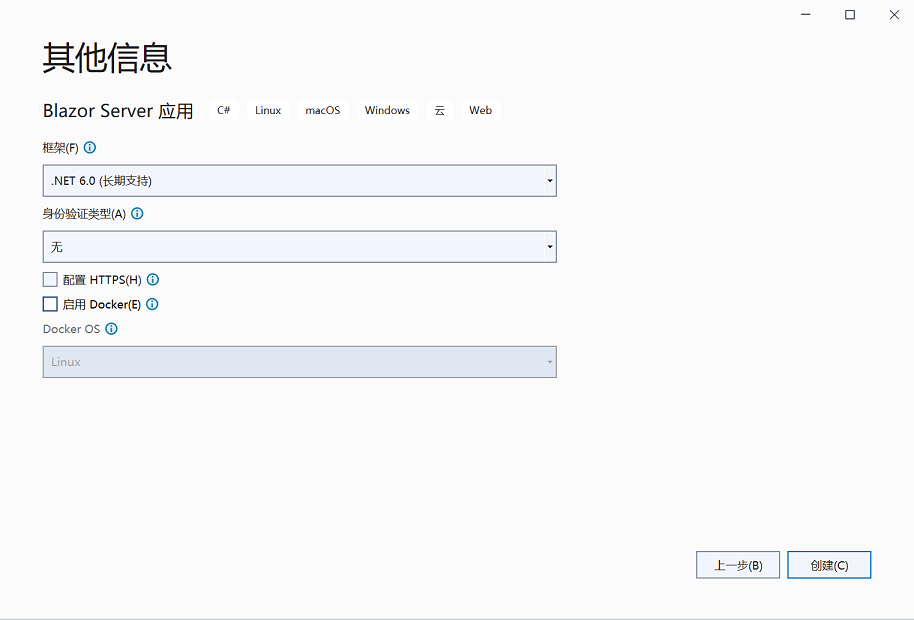 其他信息
Blazor Server 应用 C# Linux macOS Windows 云 Web
框架(F)
.NET 6.0 (长期支持)
身份验证类型(A)
无
配置 HTTPS(H)
启用 Docker(E)
Docker OS
Linux
上一步(B) 创建(C)